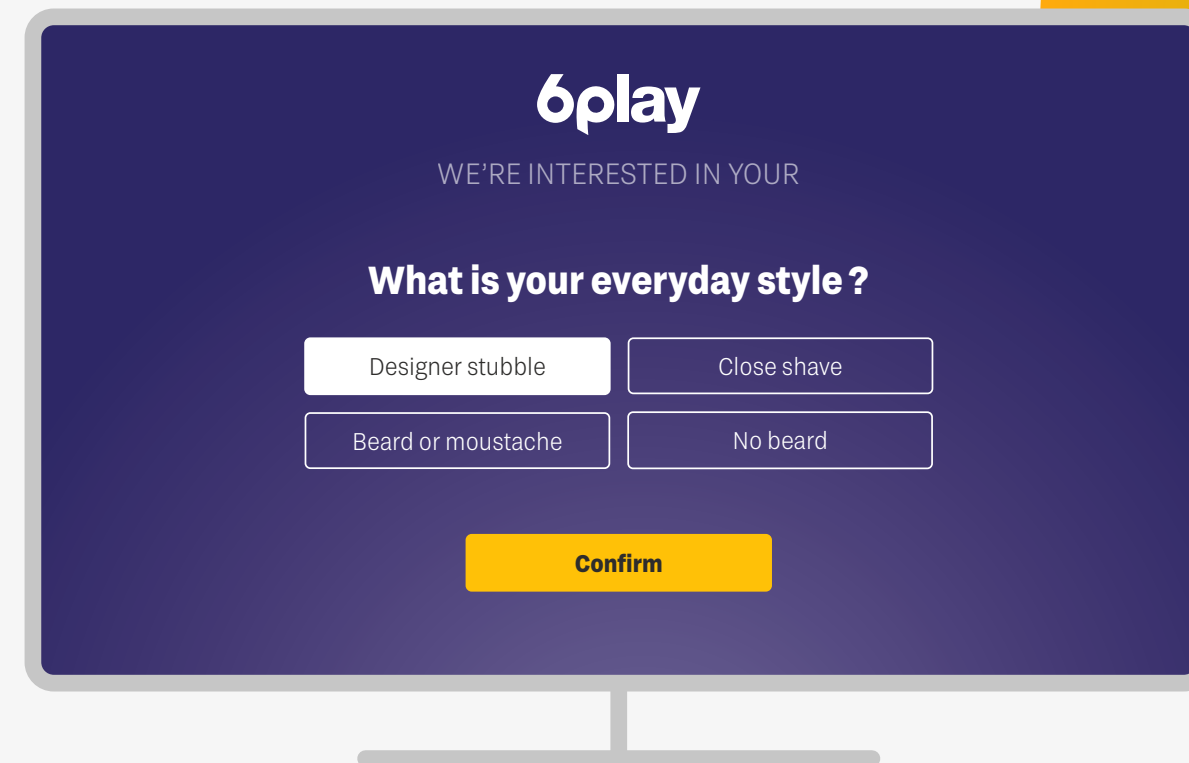 6play
WE’RE INTERESTED IN YOUR
What is your everyday style ?
Designer stubble
Close shave
Beard or moustache
No beard
Confirm